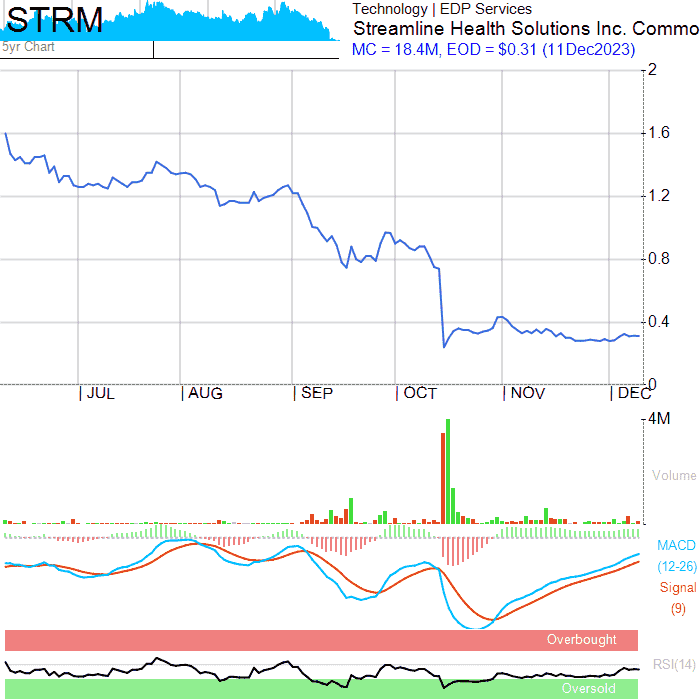 STRM
Technology | EDP Services
Streamline Health Solutions Inc. Commo
5yr Chart
MC = 18.4M, EOD = $0.31 (11Dec2023)
2
1.6
1.2
0.8
0.4
0
JUL
AUG
SEP
OCT
NOV
DEC
4M
Volume
MACD
(12-26)
Signal
(9)
Overbought
RSI(14)
Oversold